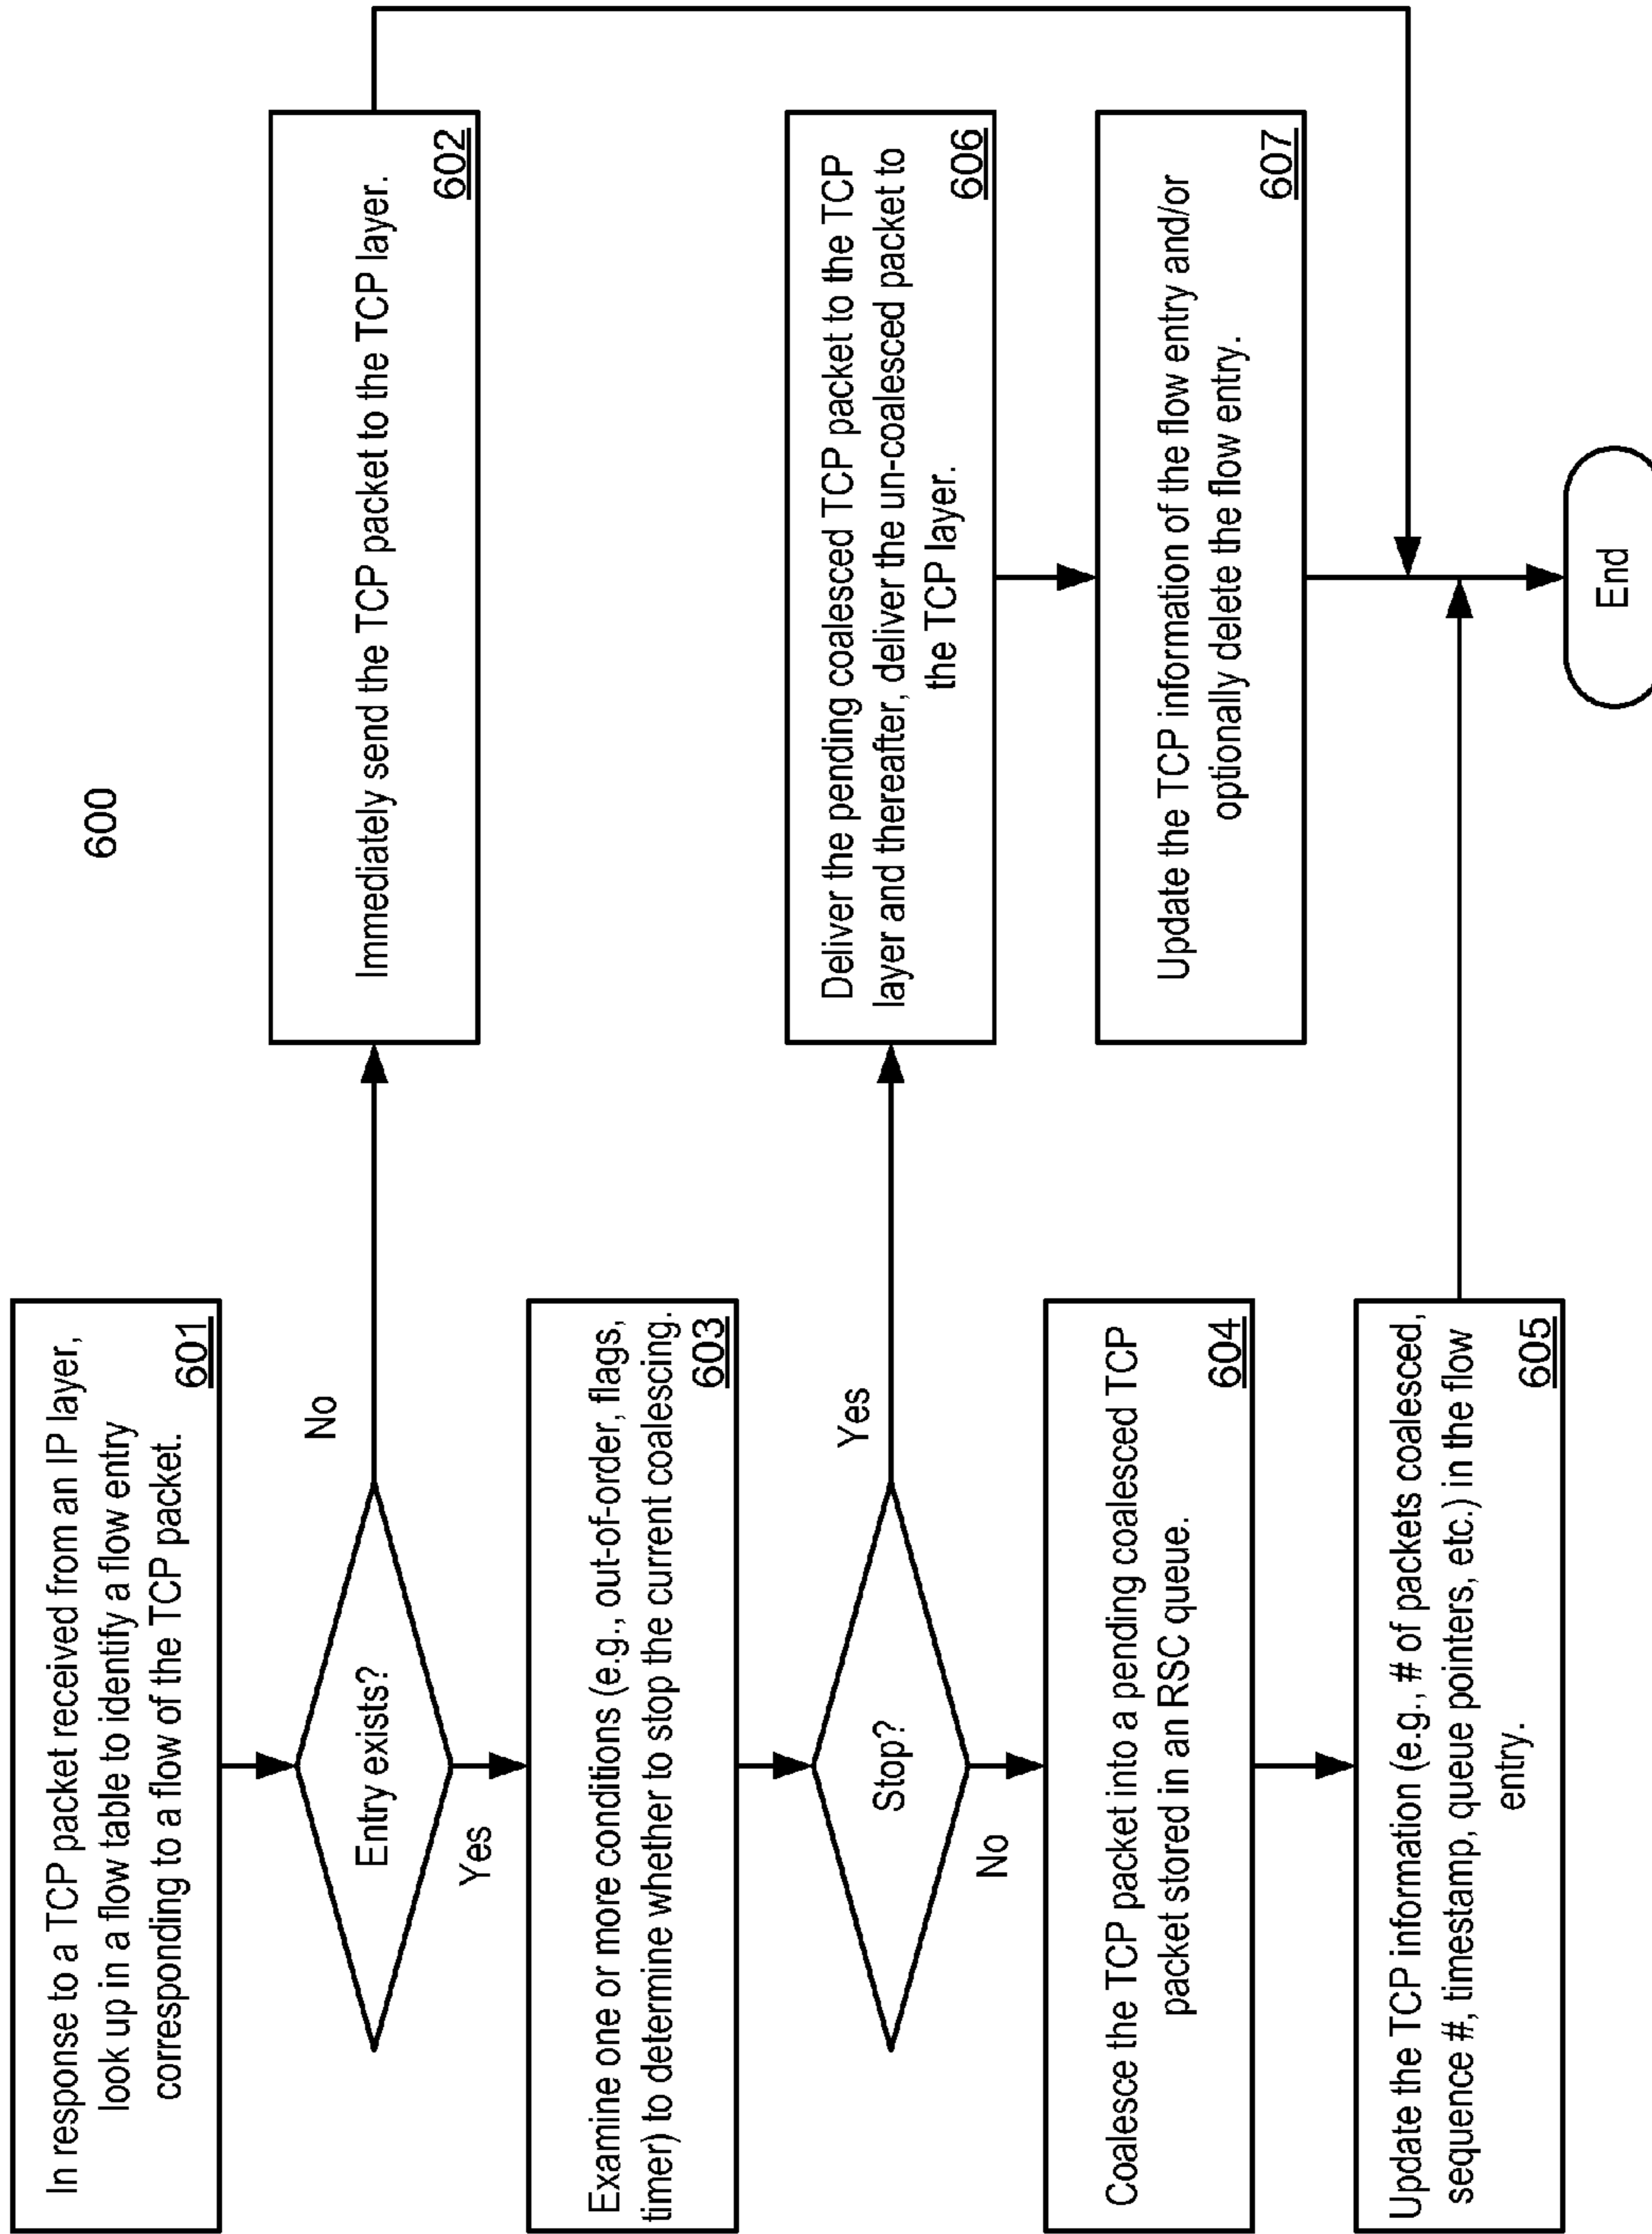 600
In response to a TCP packet received from an IP layer,
look up in a flow table to identify a flow entry
corresponding to a flow of the TCP packet.
601
Entry exists?
No
Immediately send the TCP packet to the TCP layer.
602
Yes
Examine one or more conditions (e.g., out-of-order, flags,
timer) to determine whether to stop the current coalescing.
603
Stop?
Yes
Deliver the pending coalesced TCP packet to the TCP
layer and thereafter, deliver the un-coalesced packet to
the TCP layer.
606
No
Coalesce the TCP packet into a pending coalesced TCP
packet stored in an RSC queue.
604
Update the TCP information of the flow entry and/or
optionally delete the flow entry.
607
Update the TCP information (e.g., # of packets coalesced,
sequence #, timestamp, queue pointers, etc.) in the flow
entry.
605
End